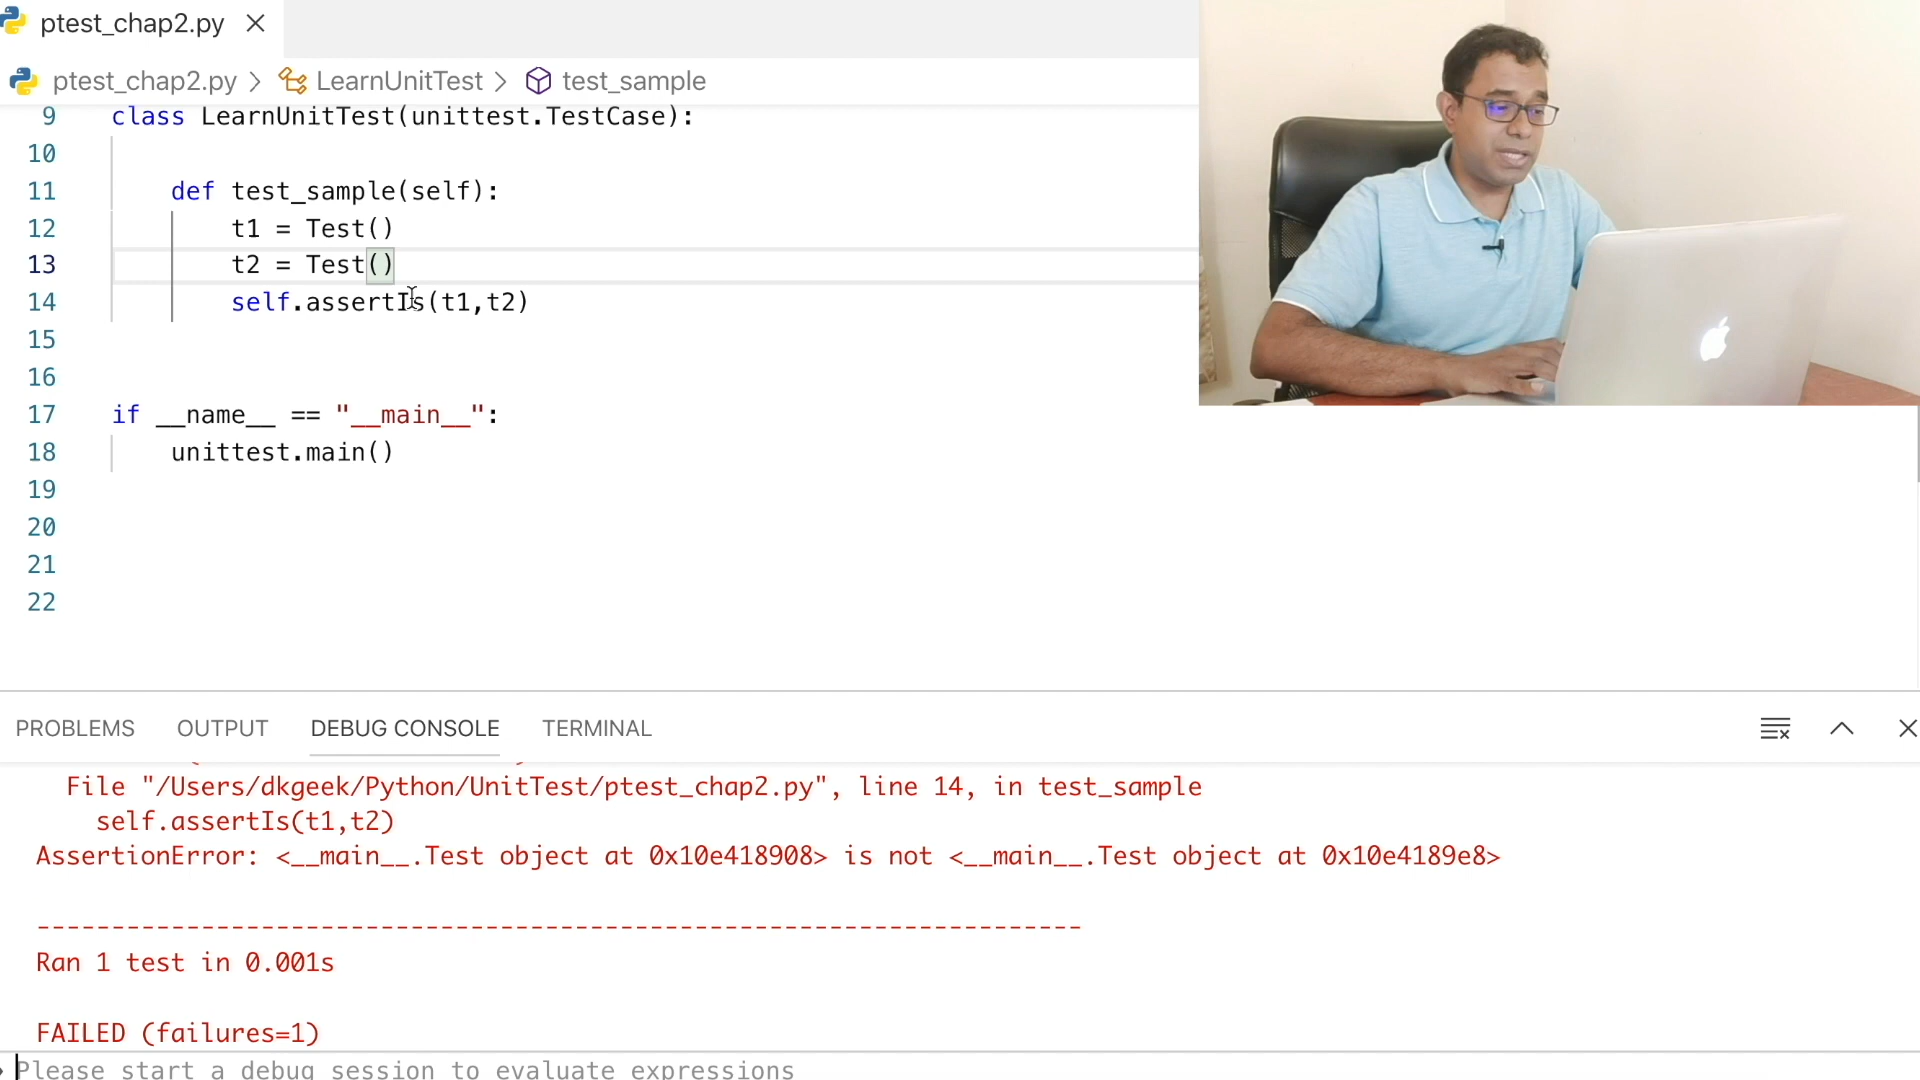 ptest_chap2.py
ptest_chap2.py > LearnUnitTest > test_sample
9 class LearnUnitTest(unittest.TestCase):
10
11 def test_sample(self):
12 t1 = Test()
13 t2 = Test()
14 self.assertIs(t1,t2)
15
16
17 if __name__ == "__main__":
18 unittest.main()
19
20
21
22
PROBLEMS OUTPUT DEBUG CONSOLE TERMINAL
File "/Users/dkgeek/Python/UnitTest/ptest_chap2.py", line 14, in test_sample
self.assertIs(t1,t2)
AssertionError: <__main__.Test object at 0x10e418908> is not <__main__.Test object at 0x10e4189e8>
----------------------------------------------------------------------
Ran 1 test in 0.001s
FAILED (failures=1)
Please start a debug session to evaluate expressions